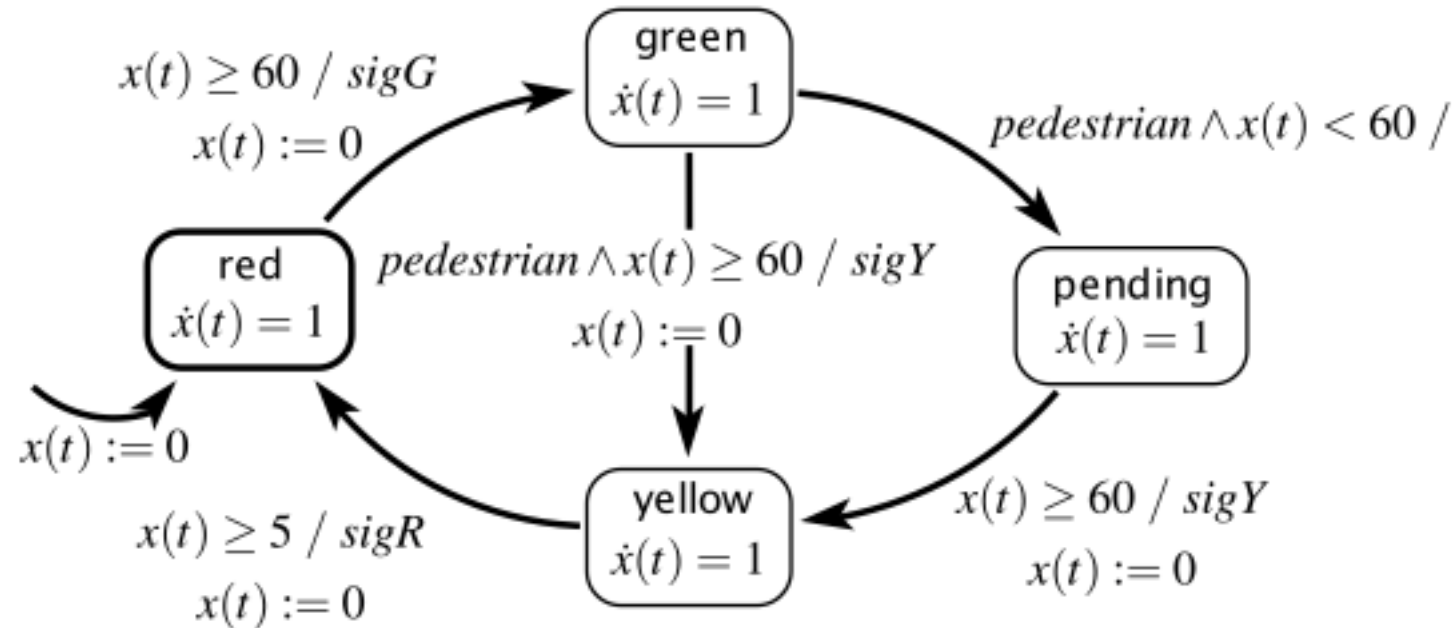 green
ẋ(t) = 1
x(t) ≥ 60 / sigG
x(t) := 0
pedestrian ∧ x(t) < 60 /
red
ẋ(t) = 1
pedestrian ∧ x(t) ≥ 60 / sigY
x(t) := 0
pending
ẋ(t) = 1
x(t) := 0
yellow
ẋ(t) = 1
x(t) ≥ 5 / sigR
x(t) := 0
x(t) ≥ 60 / sigY
x(t) := 0